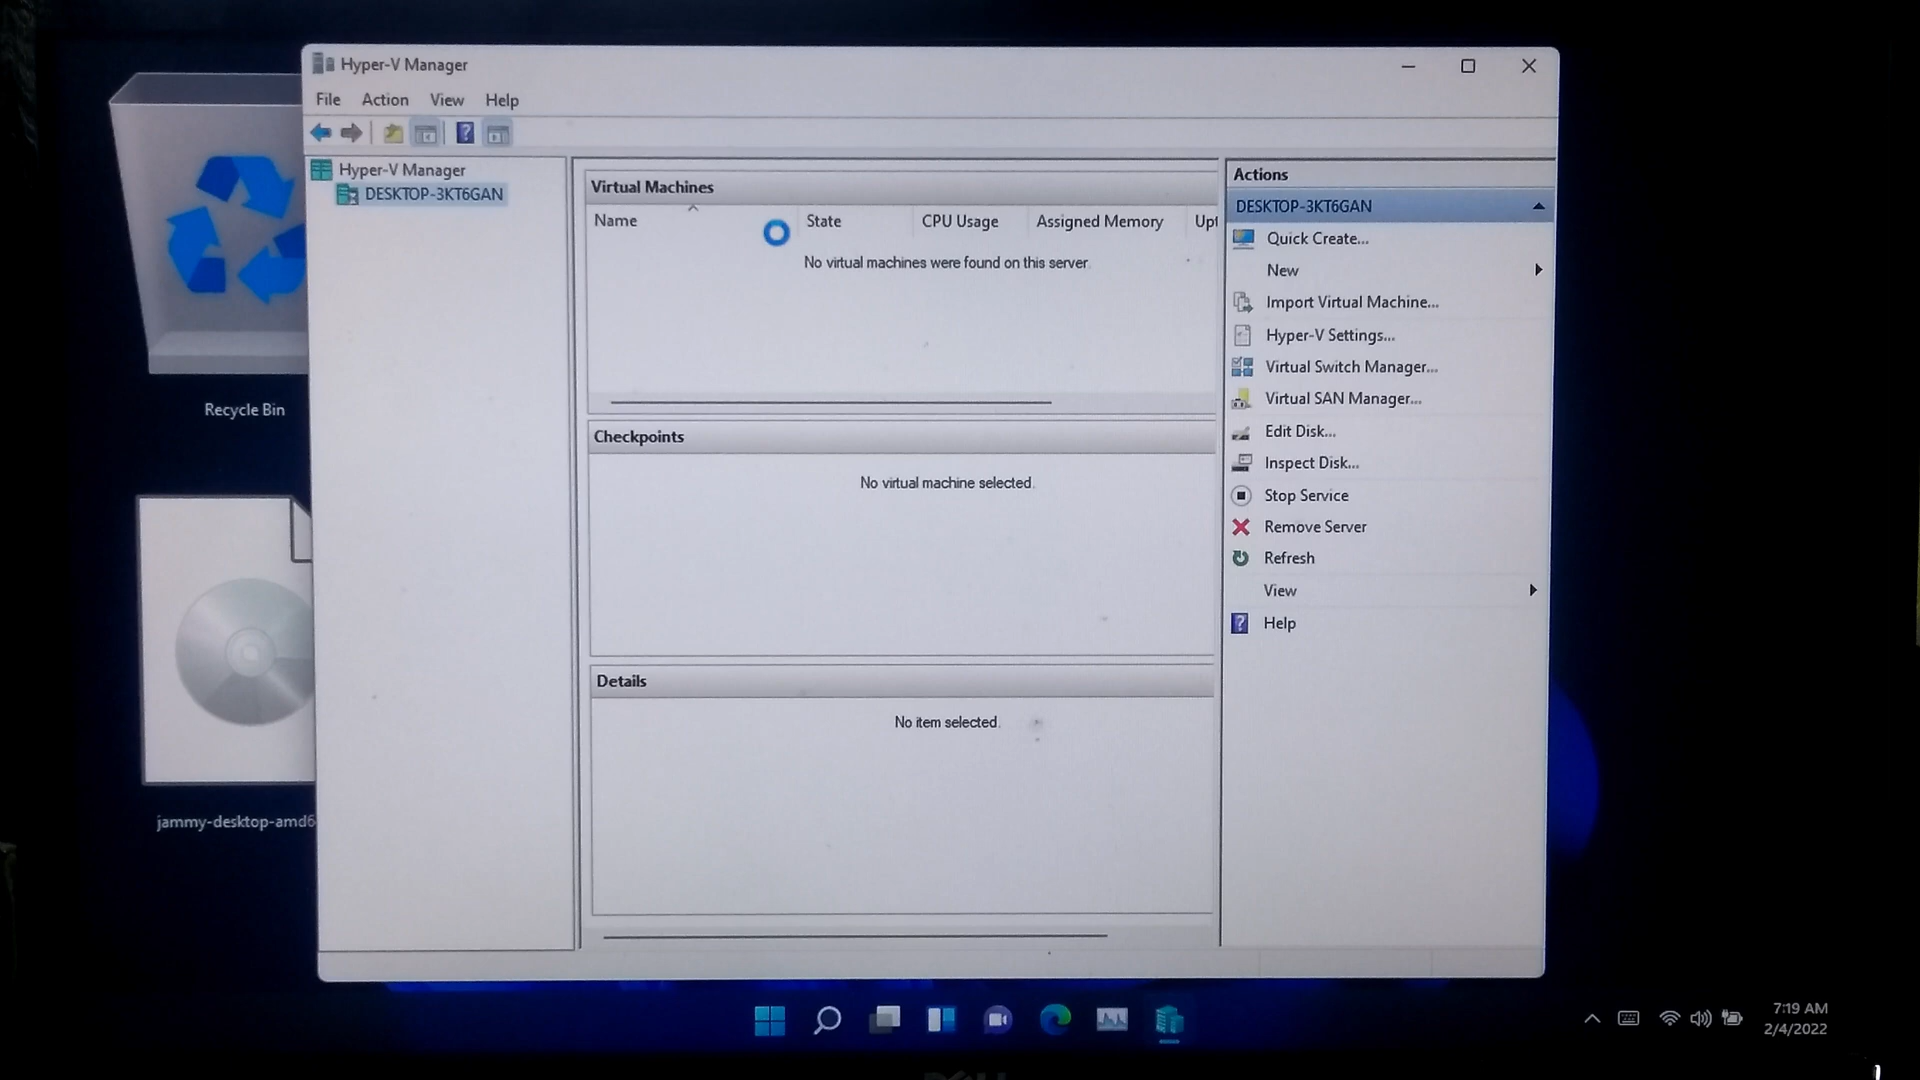 Hyper-V Manager
File Action View Help
Hyper-V Manager
DESKTOP-3KT6GAN
Virtual Machines
Name State CPU Usage Assigned Memory Upt
No virtual machines were found on this server.
Checkpoints
No virtual machine selected.
Details
No item selected.
Actions
DESKTOP-3KT6GAN
Quick Create...
New
Import Virtual Machine...
Hyper-V Settings...
Virtual Switch Manager...
Virtual SAN Manager...
Edit Disk...
Inspect Disk...
Stop Service
Remove Server
Refresh
View
Help
Recycle Bin
jammy-desktop-amd6
7:19 AM
2/4/2022